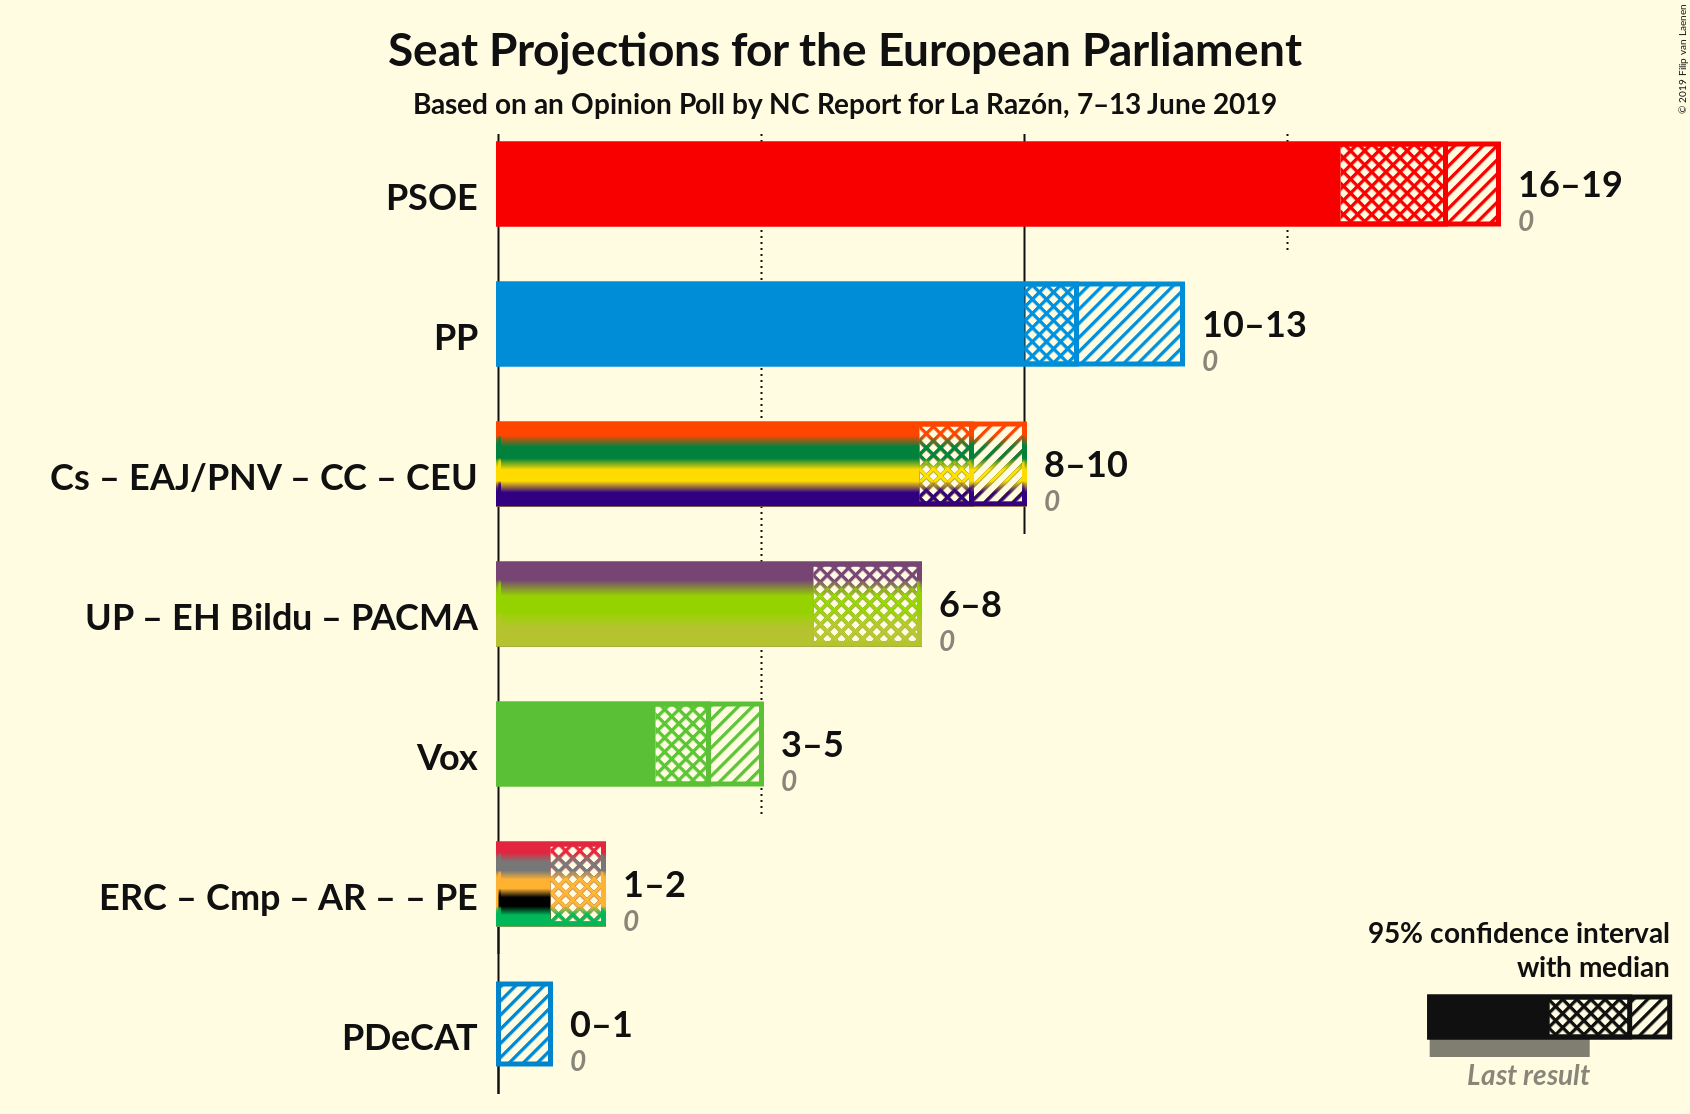 Seat Projections for the European Parliament
Based on an Opinion Poll by NC Report for La Razón, 7–13 June 2019
© 2019 Filip van Laenen
PSOE
16–19
0
PP
10–13
0
Cs – EAJ/PNV – CC – CEU
8–10
0
UP – EH Bildu – PACMA
6–8
0
Vox
3–5
0
ERC – Cmp – AR – – PE
1–2
0
PDeCAT
0–1
0
95% confidence interval
with median
Last result